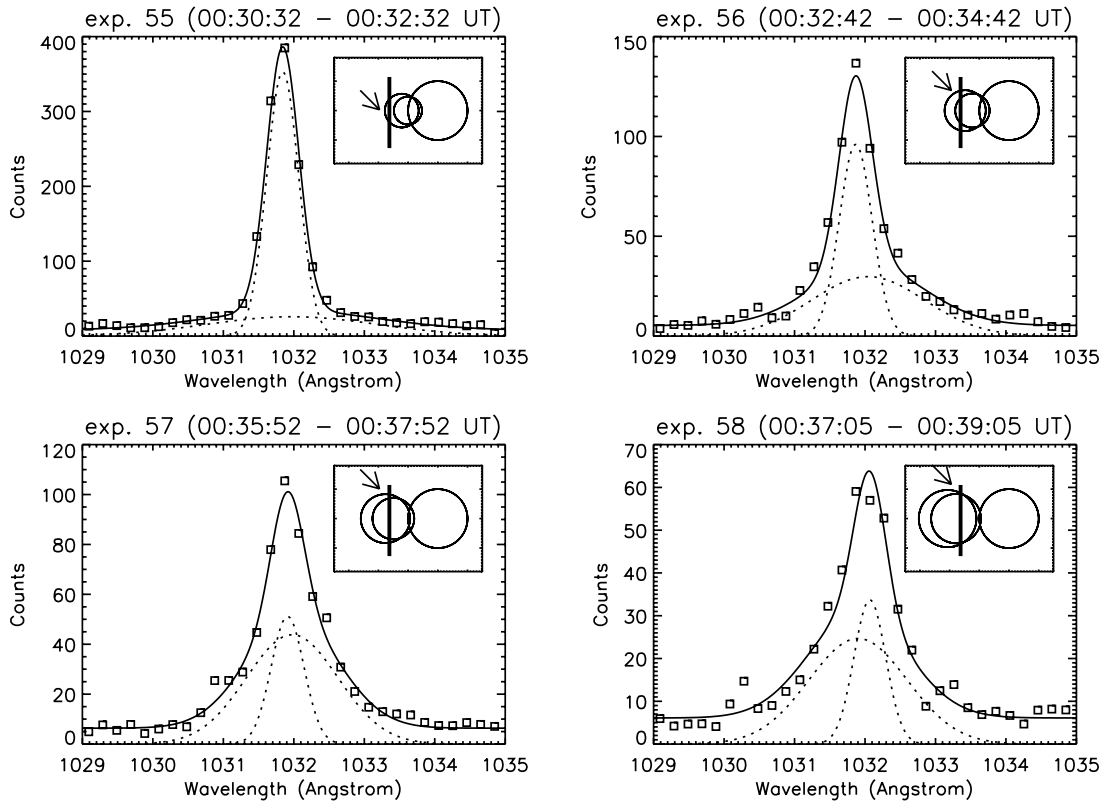 exp. 55 (00:30:32 – 00:32:32 UT)
400
300
200
100
0
Counts
1029 1030 1031 1032 1033 1034 1035
Wavelength (Angstrom)
exp. 56 (00:32:42 – 00:34:42 UT)
150
100
50
0
Counts
1029 1030 1031 1032 1033 1034 1035
Wavelength (Angstrom)
exp. 57 (00:35:52 – 00:37:52 UT)
120
100
80
60
40
20
0
Counts
1029 1030 1031 1032 1033 1034 1035
Wavelength (Angstrom)
exp. 58 (00:37:05 – 00:39:05 UT)
70
60
50
40
30
20
10
0
Counts
1029 1030 1031 1032 1033 1034 1035
Wavelength (Angstrom)